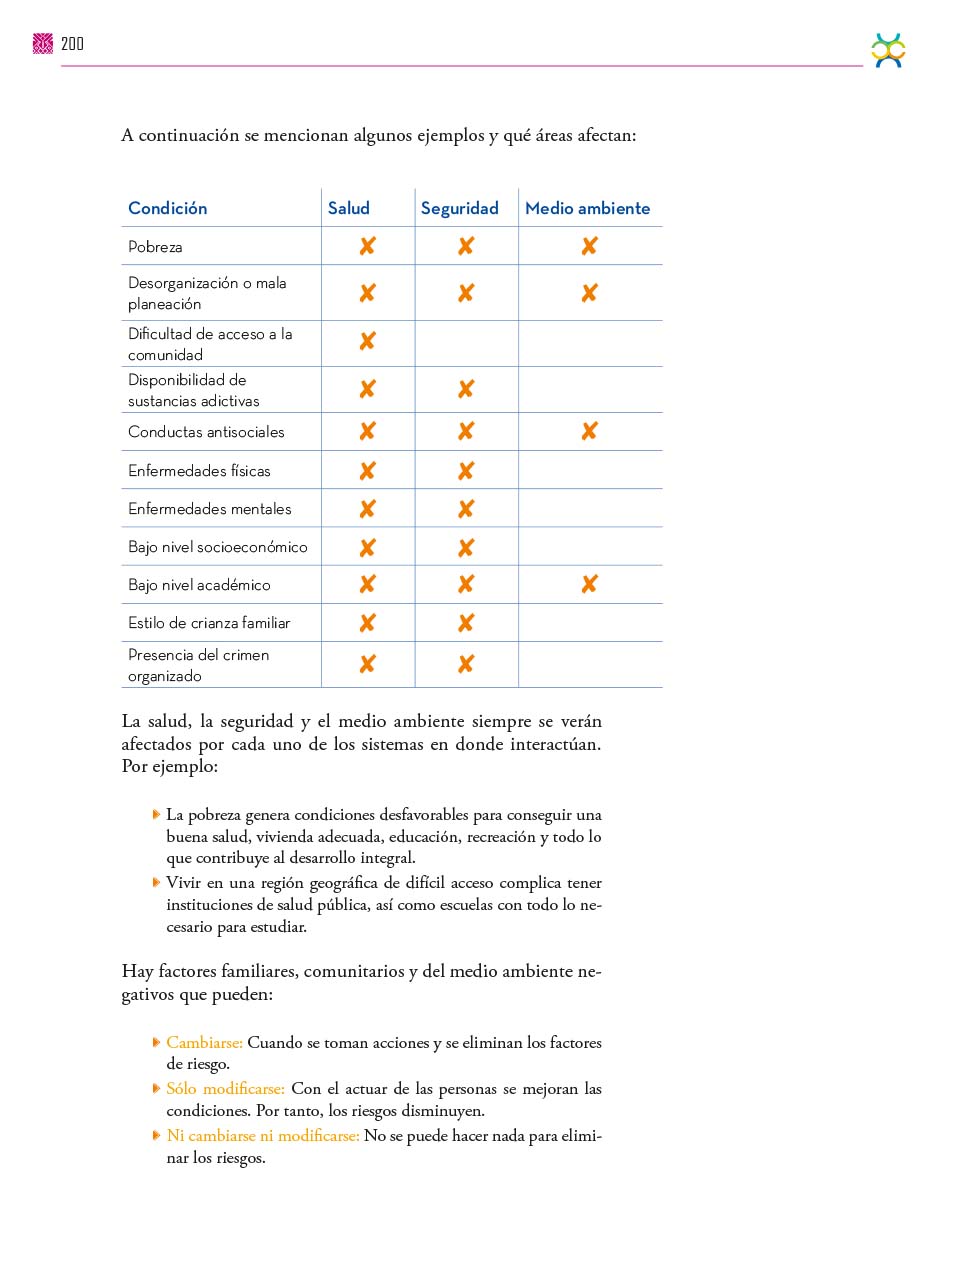 200
A continuación se mencionan algunos ejemplos y qué áreas afectan:
Condición Salud Seguridad Medio ambiente
Pobreza ✘ ✘ ✘
Desorganización o mala
planeación ✘ ✘ ✘
Dificultad de acceso a la
comunidad ✘
Disponibilidad de
sustancias adictivas ✘ ✘
Conductas antisociales ✘ ✘ ✘
Enfermedades físicas ✘ ✘
Enfermedades mentales ✘ ✘
Bajo nivel socioeconómico ✘ ✘
Bajo nivel académico ✘ ✘ ✘
Estilo de crianza familiar ✘ ✘
Presencia del crimen
organizado ✘ ✘
La salud, la seguridad y el medio ambiente siempre se verán
afectados por cada uno de los sistemas en donde interactúan.
Por ejemplo:
La pobreza genera condiciones desfavorables para conseguir una
buena salud, vivienda adecuada, educación, recreación y todo lo
que contribuye al desarrollo integral.
Vivir en una región geográfica de difícil acceso complica tener
instituciones de salud pública, así como escuelas con todo lo ne-
cesario para estudiar.
Hay factores familiares, comunitarios y del medio ambiente ne-
gativos que pueden:
Cambiarse: Cuando se toman acciones y se eliminan los factores
de riesgo.
Sólo modificarse: Con el actuar de las personas se mejoran las
condiciones. Por tanto, los riesgos disminuyen.
Ni cambiarse ni modificarse: No se puede hacer nada para elimi-
nar los riesgos.